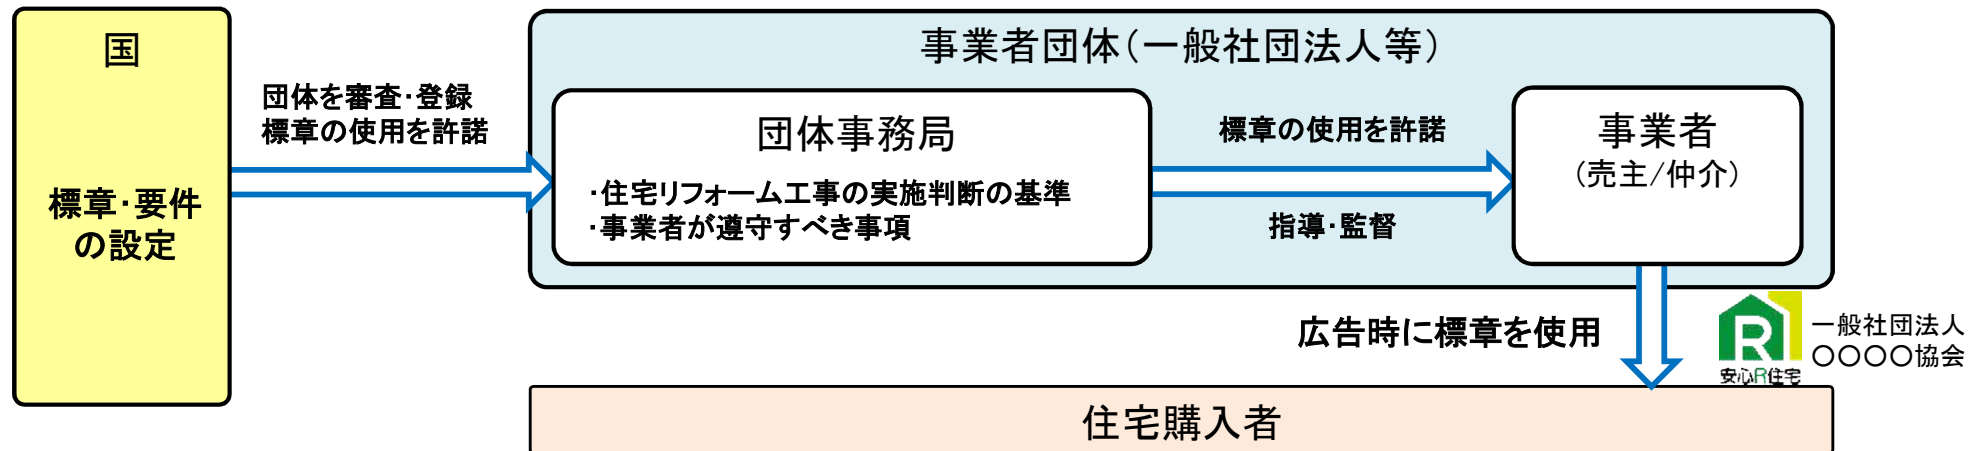 国
標章・要件
の設定
団体を審査・登録
標章の使用を許諾
事業者団体(一般社団法人等)
団体事務局
・住宅リフォーム工事の実施判断の基準
・事業者が遵守すべき事項
標章の使用を許諾
指導・監督
事業者
(売主/仲介)
広告時に標章を使用
R
安心R住宅
一般社団法人
〇〇〇〇協会
住宅購入者